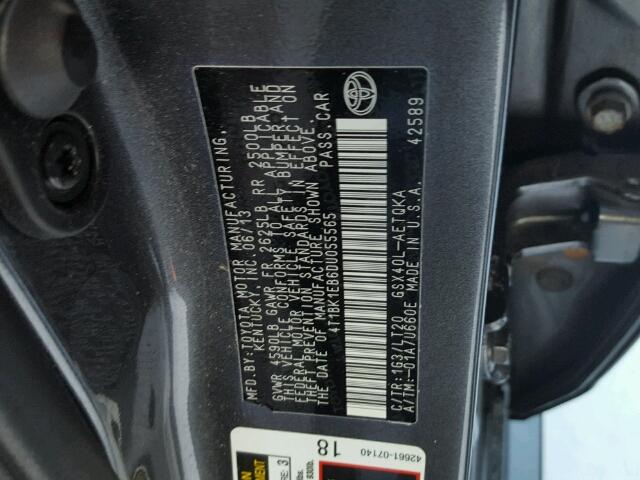 MFD. BY: TOYOTA MOTOR MANUFACTURING,
KENTUCKY, INC. 06/13
GVWR 4590LB GAWR FR 2625LB RR 2500LB
THIS VEHICLE CONFORMS TO ALL APPLICABLE
FEDERAL MOTOR VEHICLE SAFETY, BUMPER, AND
THEFT PREVENTION STANDARDS IN EFFECT ON
THE DATE OF MANUFACTURE SHOWN ABOVE.
4T1BK1EB6DU055565 PASS. CAR
C/TR:1G3/LT20 GSX40L-AETQKA
A/TM:-01A/U660E MADE IN U.S.A.
42589
42661-07140
18
3